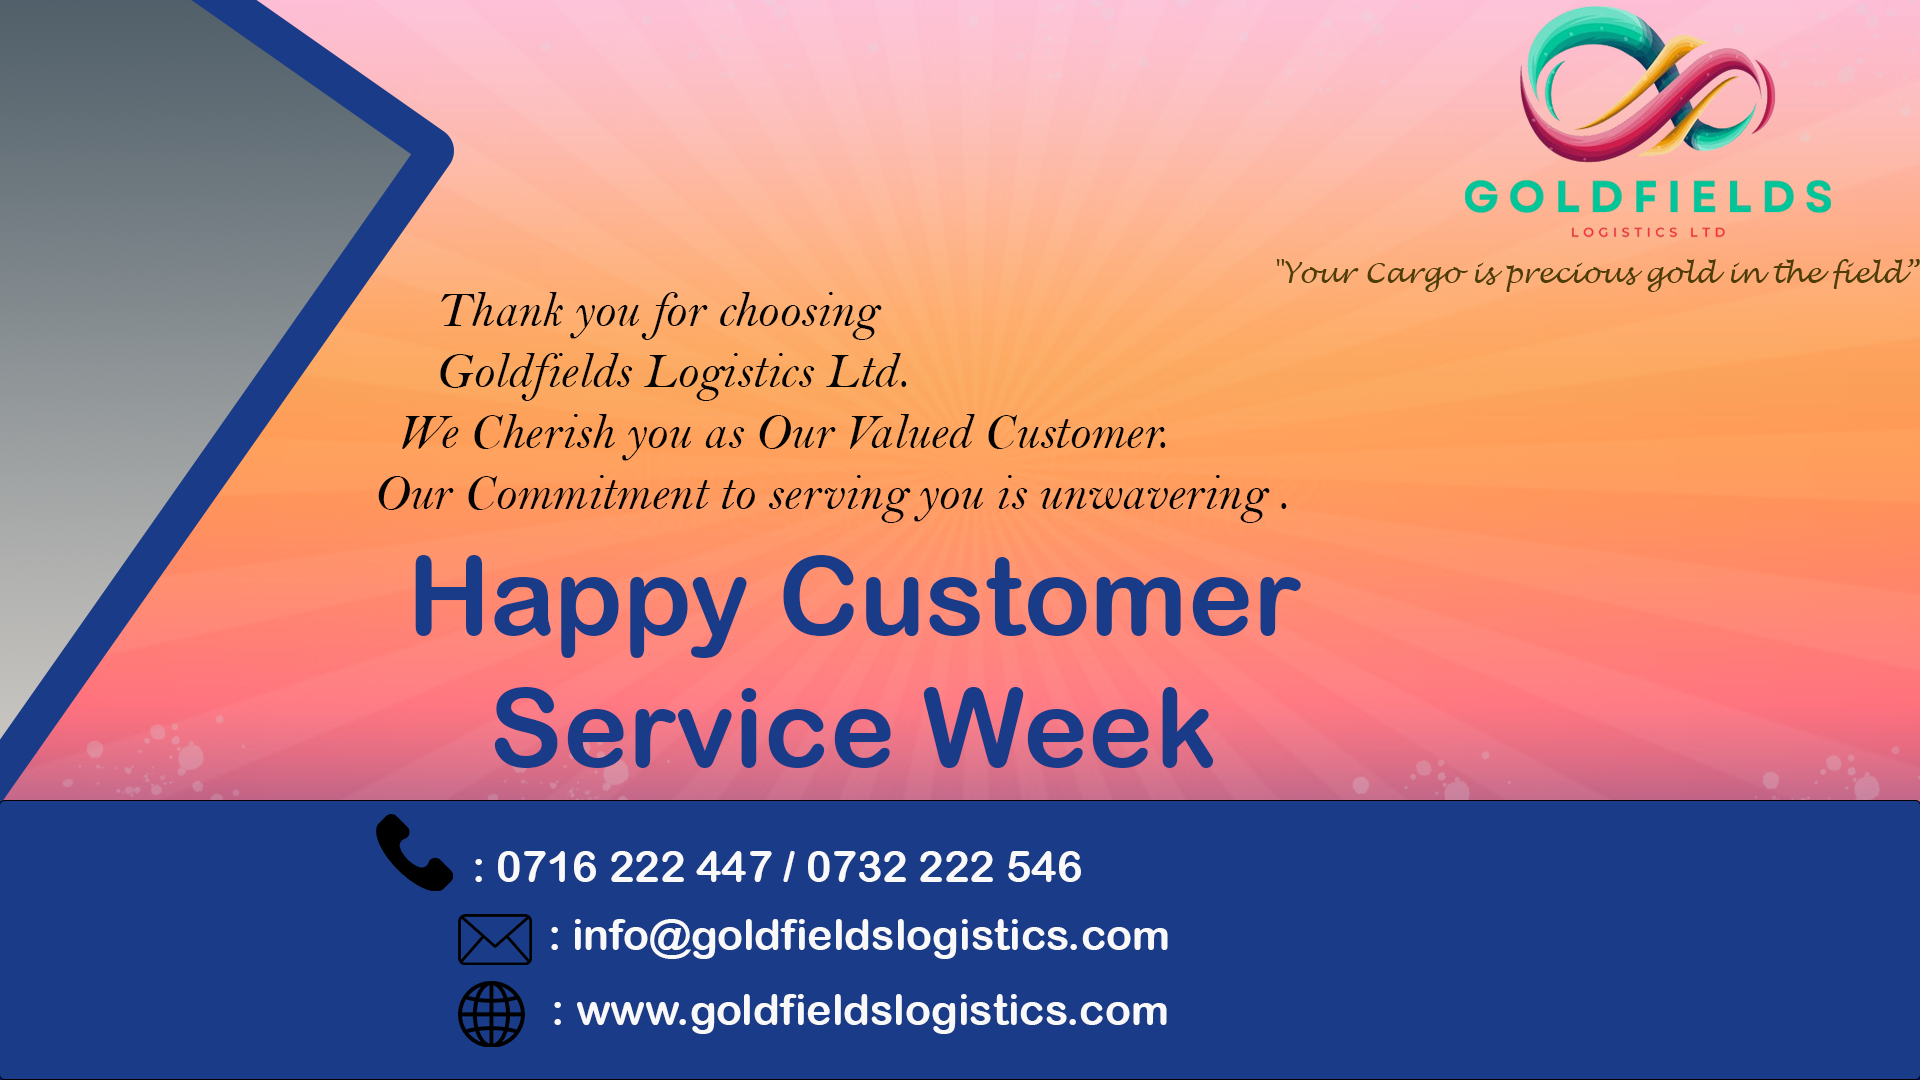 GOLDFIELDS
LOGISTICS LTD
"Your Cargo is precious gold in the field”
Thank you for choosing
Goldfields Logistics Ltd.
We Cherish you as Our Valued Customer.
Our Commitment to serving you is unwavering .
Happy Customer
Service Week
: 0716 222 447 / 0732 222 546
: info@goldfieldslogistics.com
: www.goldfieldslogistics.com